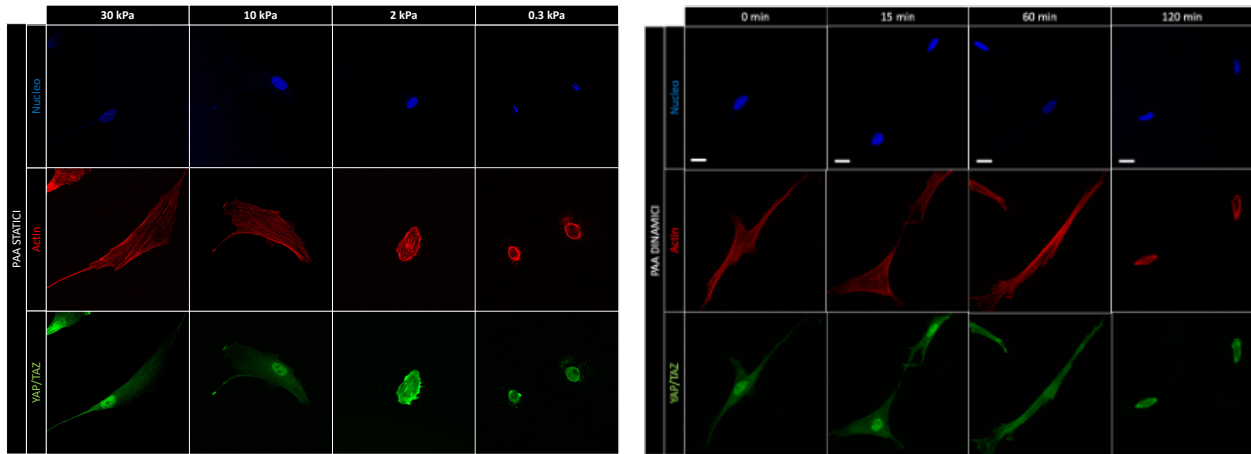 30 kPa
10 kPa
2 kPa
0.3 kPa
PAA STATICI
Nucleo
Actin
YAP/TAZ
0 min
15 min
60 min
120 min
PAA DINAMICI
Nucleo
Actin
YAP/TAZ